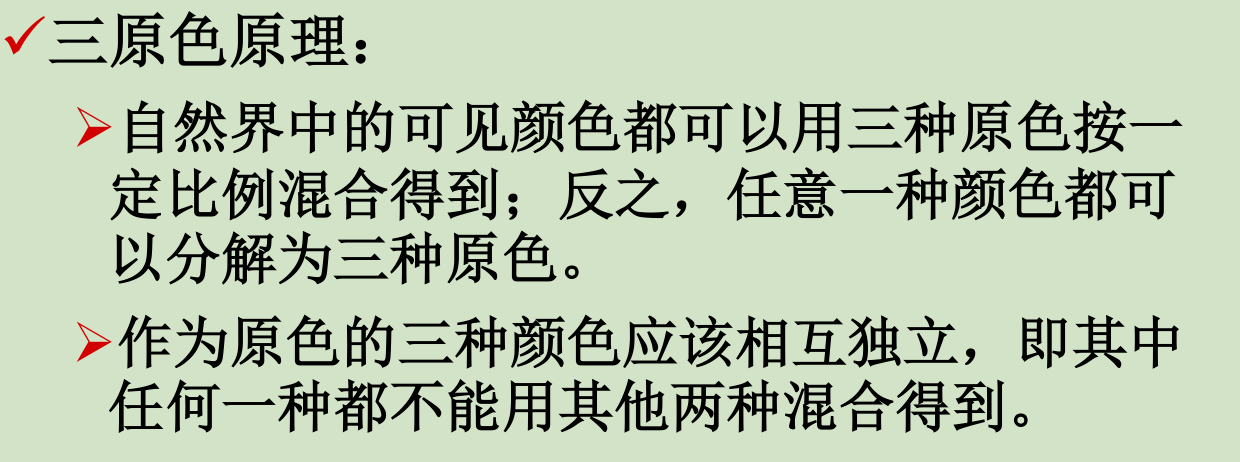 ✓三原色原理：
➢自然界中的可见颜色都可以用三种原色按一
定比例混合得到；反之，任意一种颜色都可
以分解为三种原色。
➢作为原色的三种颜色应该相互独立，即其中
任何一种都不能用其他两种混合得到。